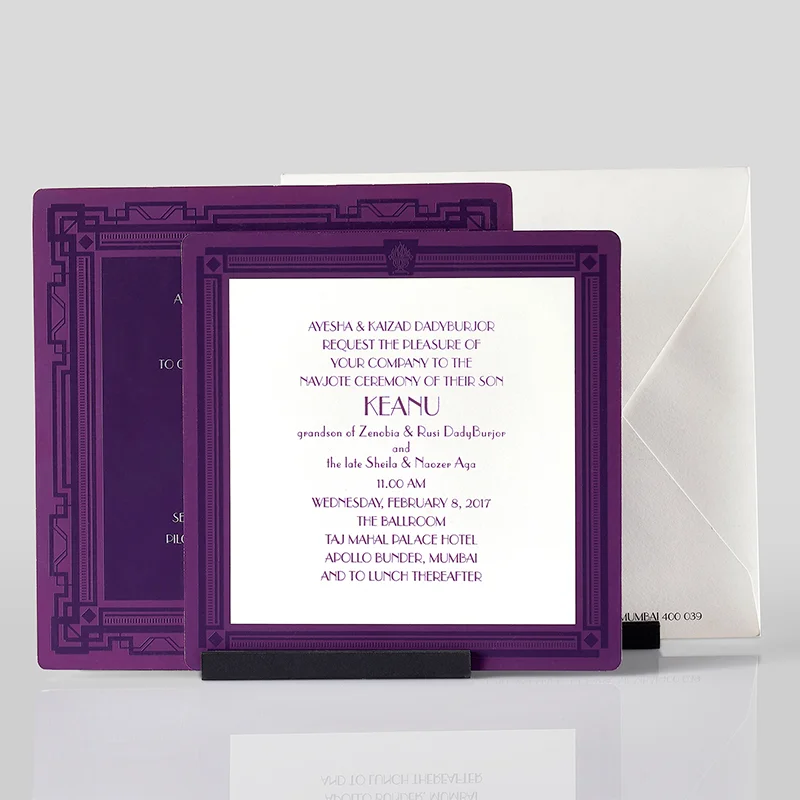 AYESHA & KAIZAD DADYBURJOR
REQUEST THE PLEASURE OF
YOUR COMPANY TO THE
NAVJOTE CEREMONY OF THEIR SON
KEANU
grandson of Zenobia & Rusi DadyBurjor
and
the late Sheila & Naozer Aga
11.00 AM
WEDNESDAY, FEBRUARY 8, 2017
THE BALLROOM
TAJ MAHAL PALACE HOTEL
APOLLO BUNDER, MUMBAI
AND TO LUNCH THEREAFTER
TO
MUMBAI 400 039